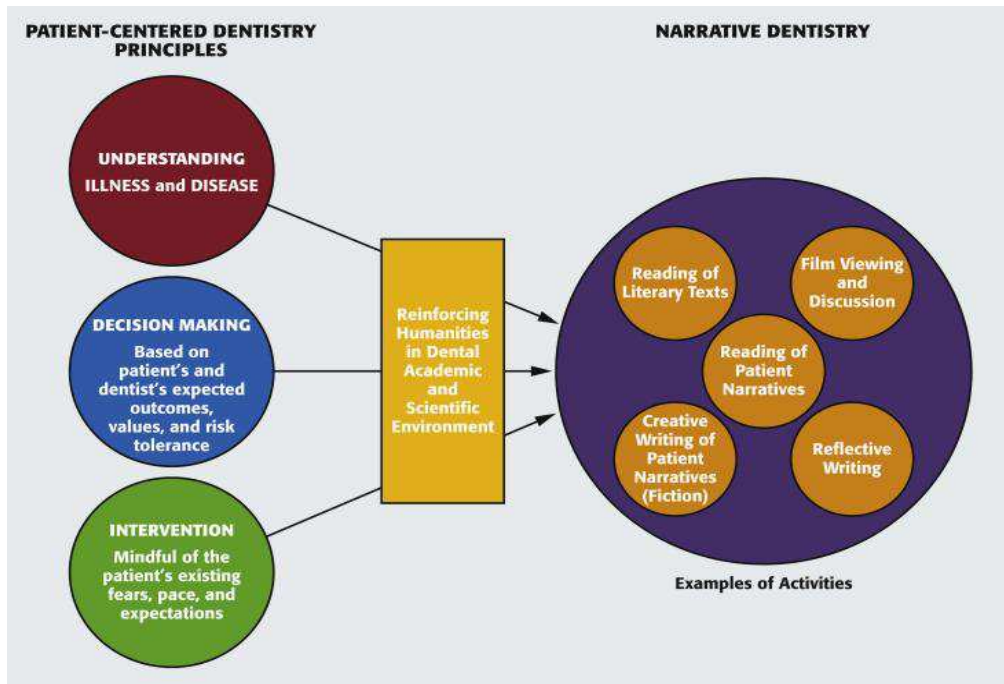 PATIENT-CENTERED DENTISTRY
PRINCIPLES
UNDERSTANDING
ILLNESS and DISEASE
DECISION MAKING
Based on
patient's and
dentist's expected
outcomes,
values, and risk
tolerance
INTERVENTION
Mindful of the
patient's existing
fears, pace, and
expectations
Reinforcing
Humanities
in Dental
Academic
and
Scientific
Environment
NARRATIVE DENTISTRY
Reading of
Literary Texts
Film Viewing
and
Discussion
Reading of
Patient
Narratives
Creative
Writing of
Patient
Narratives
(Fiction)
Reflective
Writing
Examples of Activities